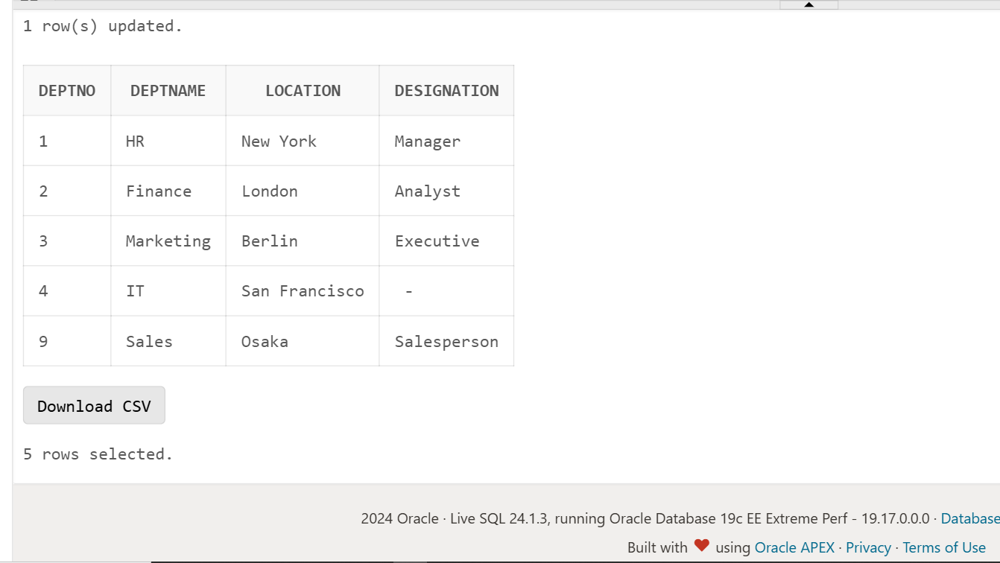 1 row(s) updated.
DEPTNO DEPTNAME LOCATION DESIGNATION
1 HR New York Manager
2 Finance London Analyst
3 Marketing Berlin Executive
4 IT San Francisco -
9 Sales Osaka Salesperson
Download CSV
5 rows selected.
2024 Oracle · Live SQL 24.1.3, running Oracle Database 19c EE Extreme Perf - 19.17.0.0.0 · Database
Built with ❤ using Oracle APEX · Privacy · Terms of Use